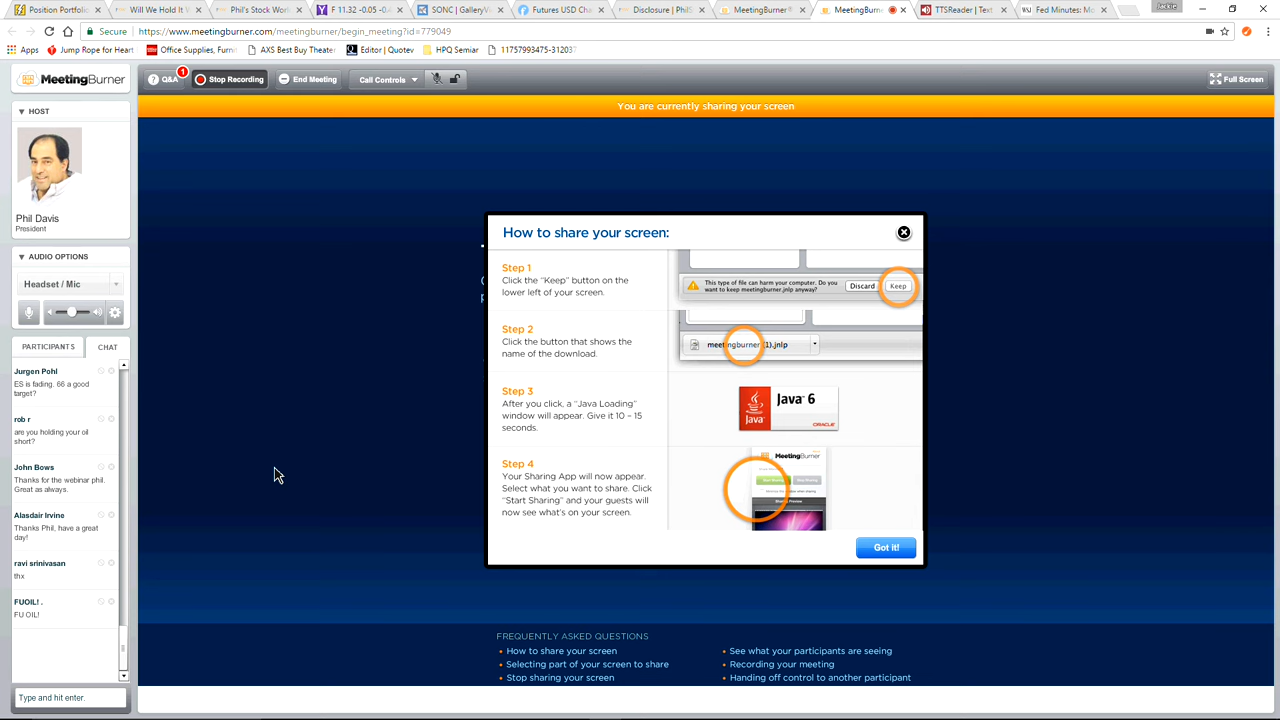 Position Portfolio
Will We Hold It W
Phil's Stock Work
F 11.32 -0.05 -0.4
SONC | GalleryVie
Futures USD Cha
Disclosure | PhilS
MeetingBurner®
MeetingBurner®
TTSReader | Text
Fed Minutes: Mo
Jackie
Secure
https://www.meetingburner.com/meetingburner/begin_meeting?id=779049
Apps
Jump Rope for Heart
Office Supplies, Furni
AXS Best Buy Theater
Editor | Quotev
HPQ Semiar
11757993475-312037
MeetingBurner
Q&A
1
Stop Recording
End Meeting
Call Controls
Full Screen
You are currently sharing your screen
HOST
Phil Davis
President
AUDIO OPTIONS
Headset / Mic
PARTICIPANTS
CHAT
Jurgen Pohl
ES is fading. 66 a good
target?
rob r
are you holding your oil
short?
John Bows
Thanks for the webinar phil.
Great as always.
Alasdair Irvine
Thanks Phil, have a great
day!
ravi srinivasan
thx
FUOIL! .
FU OIL!
Type and hit enter.
How to share your screen:
Step 1
Click the "Keep" button on the
lower left of your screen.
This type of file can harm your computer. Do you
want to keep meetingburner.jnlp anyway?
Discard
Keep
Step 2
Click the button that shows the
name of the download.
meetingburner (1).jnlp
Step 3
After you click, a "Java Loading"
window will appear. Give it 10 – 15
seconds.
Java
Java 6
ORACLE
Step 4
Your Sharing App will now appear.
Select what you want to share. Click
"Start Sharing" and your guests will
now see what's on your screen.
MeetingBurner
Got it!
FREQUENTLY ASKED QUESTIONS
How to share your screen
Selecting part of your screen to share
Stop sharing your screen
See what your participants are seeing
Recording your meeting
Handing off control to another participant